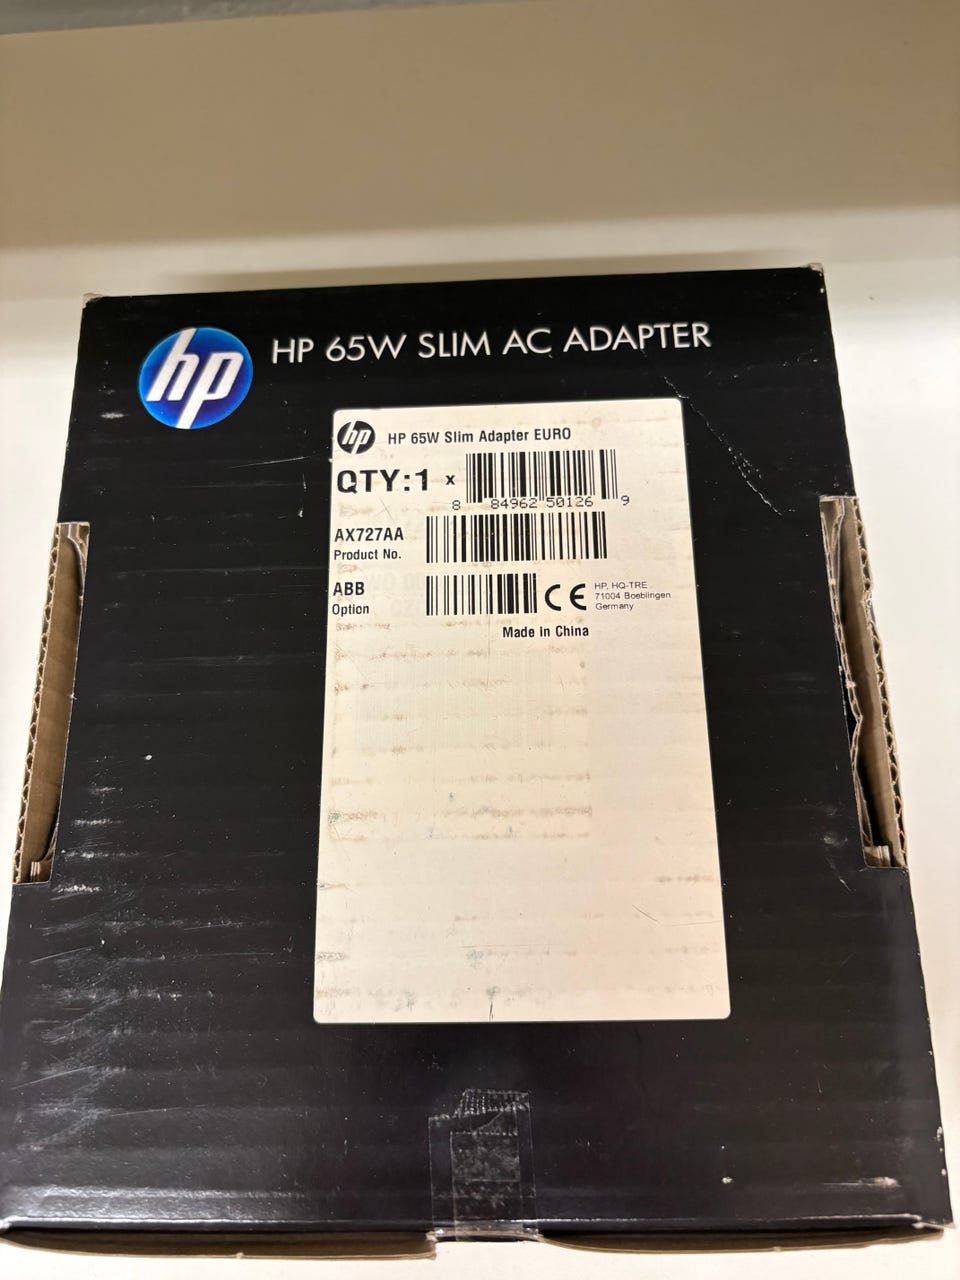 hp HP 65W SLIM AC ADAPTER
hp HP 65W Slim Adapter EURO
QTY:1 x
8 84962 50126 9
AX727AA
Product No.
ABB
Option
CE
HP, HQ-TRE
71004 Boeblingen
Germany
Made in China